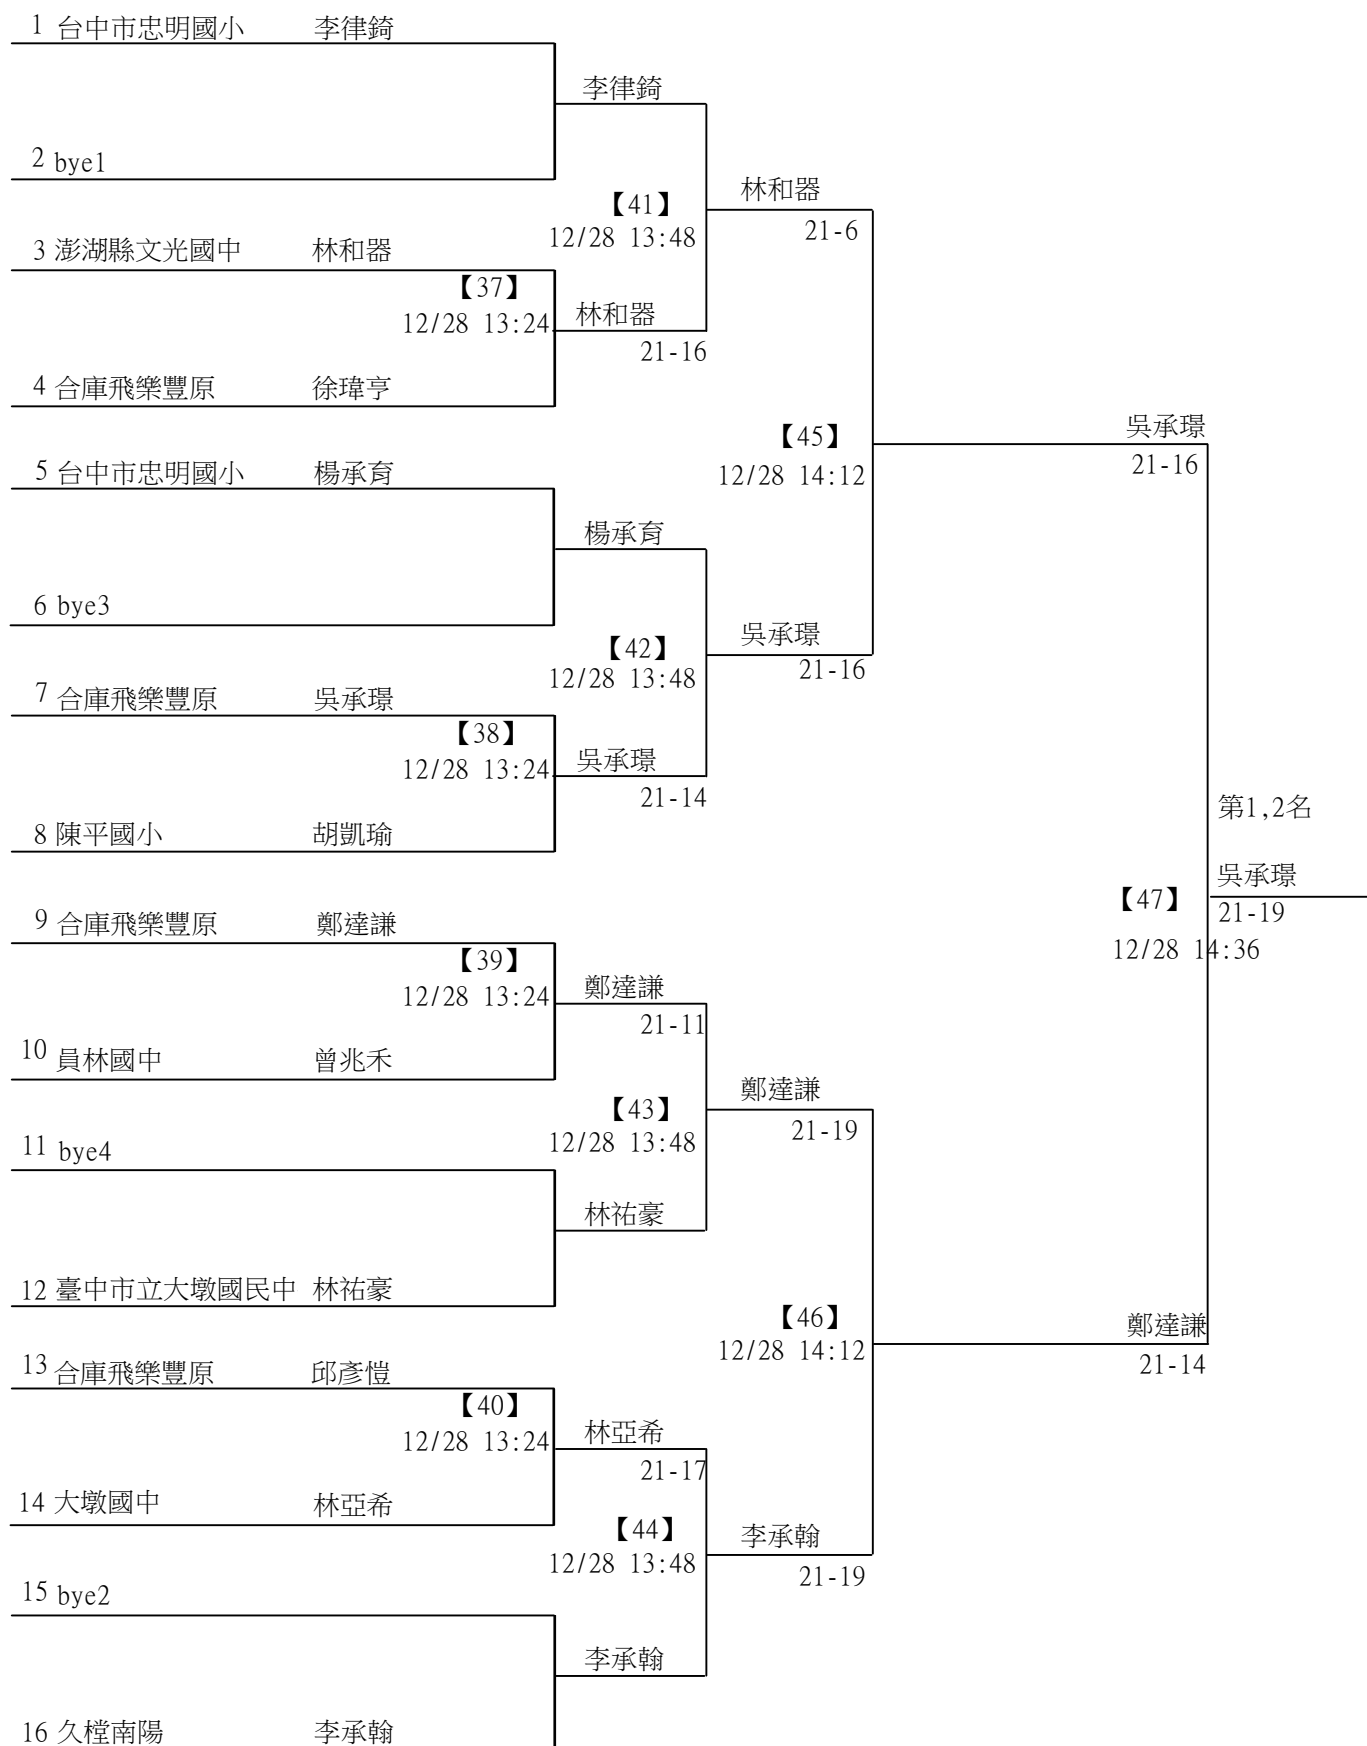 1 台中市忠明國小 李律錡
李律錡
2 bye1
林和器
【41】
21-6
12/28 13:48
3 澎湖縣文光國中 林和器
【37】
林和器
12/28 13:24
21-16
4 合庫飛樂豐原 徐瑋亨
吳承璟
【45】
21-16
12/28 14:12
5 台中市忠明國小 楊承育
楊承育
6 bye3
吳承璟
【42】
21-16
12/28 13:48
7 合庫飛樂豐原 吳承璟
【38】
吳承璟
12/28 13:24
21-14
第1,2名
8 陳平國小 胡凱瑜
吳承璟
【47】
21-19
12/28 14:36
9 合庫飛樂豐原 鄭達謙
【39】
鄭達謙
12/28 13:24
21-11
10 員林國中 曾兆禾
鄭達謙
【43】
21-19
12/28 13:48
11 bye4
林祐豪
12 臺中市立大墩國民中 林祐豪
【46】
鄭達謙
12/28 14:12
21-14
13 合庫飛樂豐原 邱彥愷
【40】
林亞希
12/28 13:24
21-17
14 大墩國中 林亞希
【44】
李承翰
12/28 13:48
21-19
15 bye2
李承翰
16 久樘南陽 李承翰